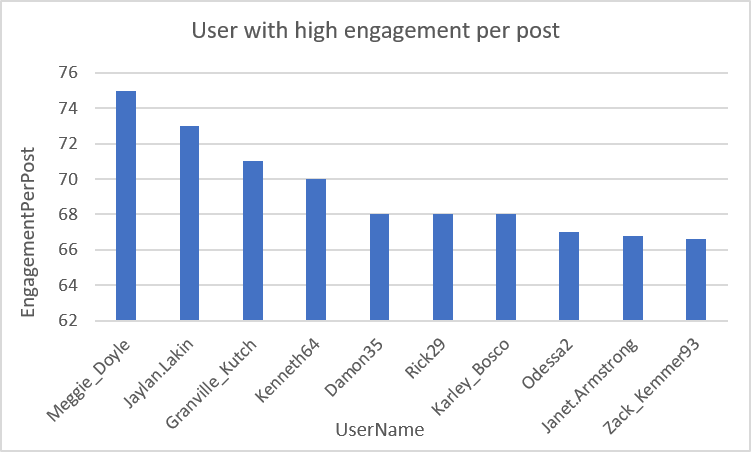 User with high engagement per post
EngagementPerPost
76
74
72
70
68
66
64
62
Meggie_Doyle
Jaylan.Lakin
Granville_Kutch
Kenneth64
Damon35
Rick29
Karley_Bosco
Odessa2
Janet.Armstrong
Zack_Kemmer93
UserName